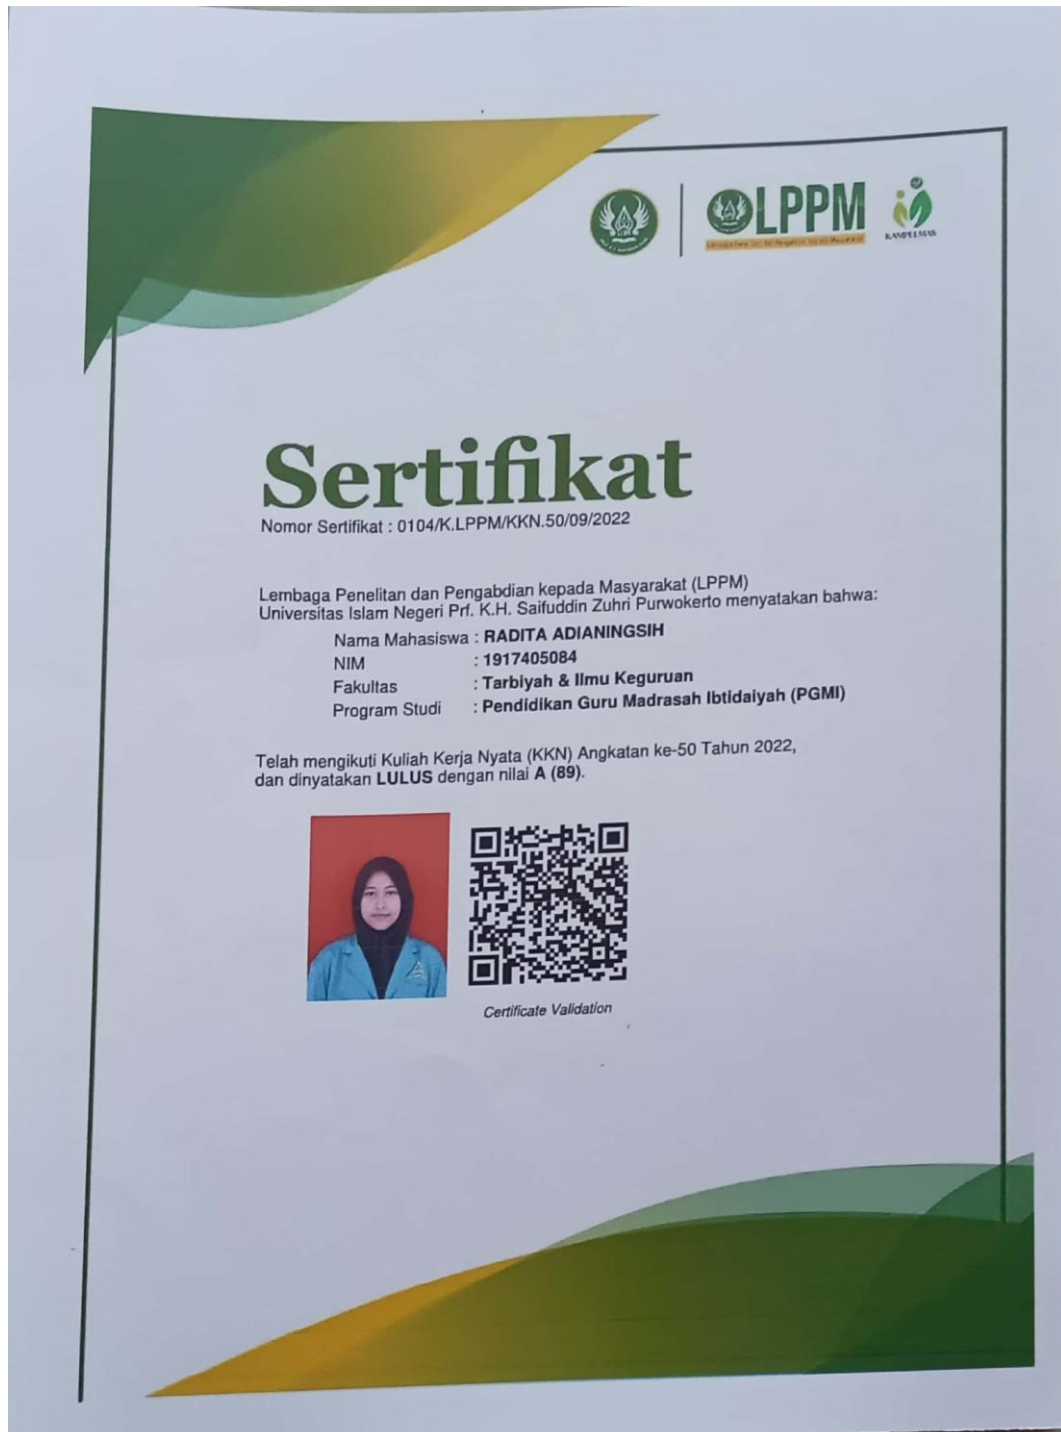 LPPM
KAMPELMAS
Sertifikat
Nomor Sertifikat : 0104/K.LPPM/KKN.50/09/2022
Lembaga Penelitan dan Pengabdian kepada Masyarakat (LPPM)
Universitas Islam Negeri Prf. K.H. Saifuddin Zuhri Purwokerto menyatakan bahwa:
Nama Mahasiswa : RADITA ADIANINGSIH
NIM : 1917405084
Fakultas : Tarbiyah & Ilmu Keguruan
Program Studi : Pendidikan Guru Madrasah Ibtidaiyah (PGMI)
Telah mengikuti Kuliah Kerja Nyata (KKN) Angkatan ke-50 Tahun 2022,
dan dinyatakan LULUS dengan nilai A (89).
Certificate Validation